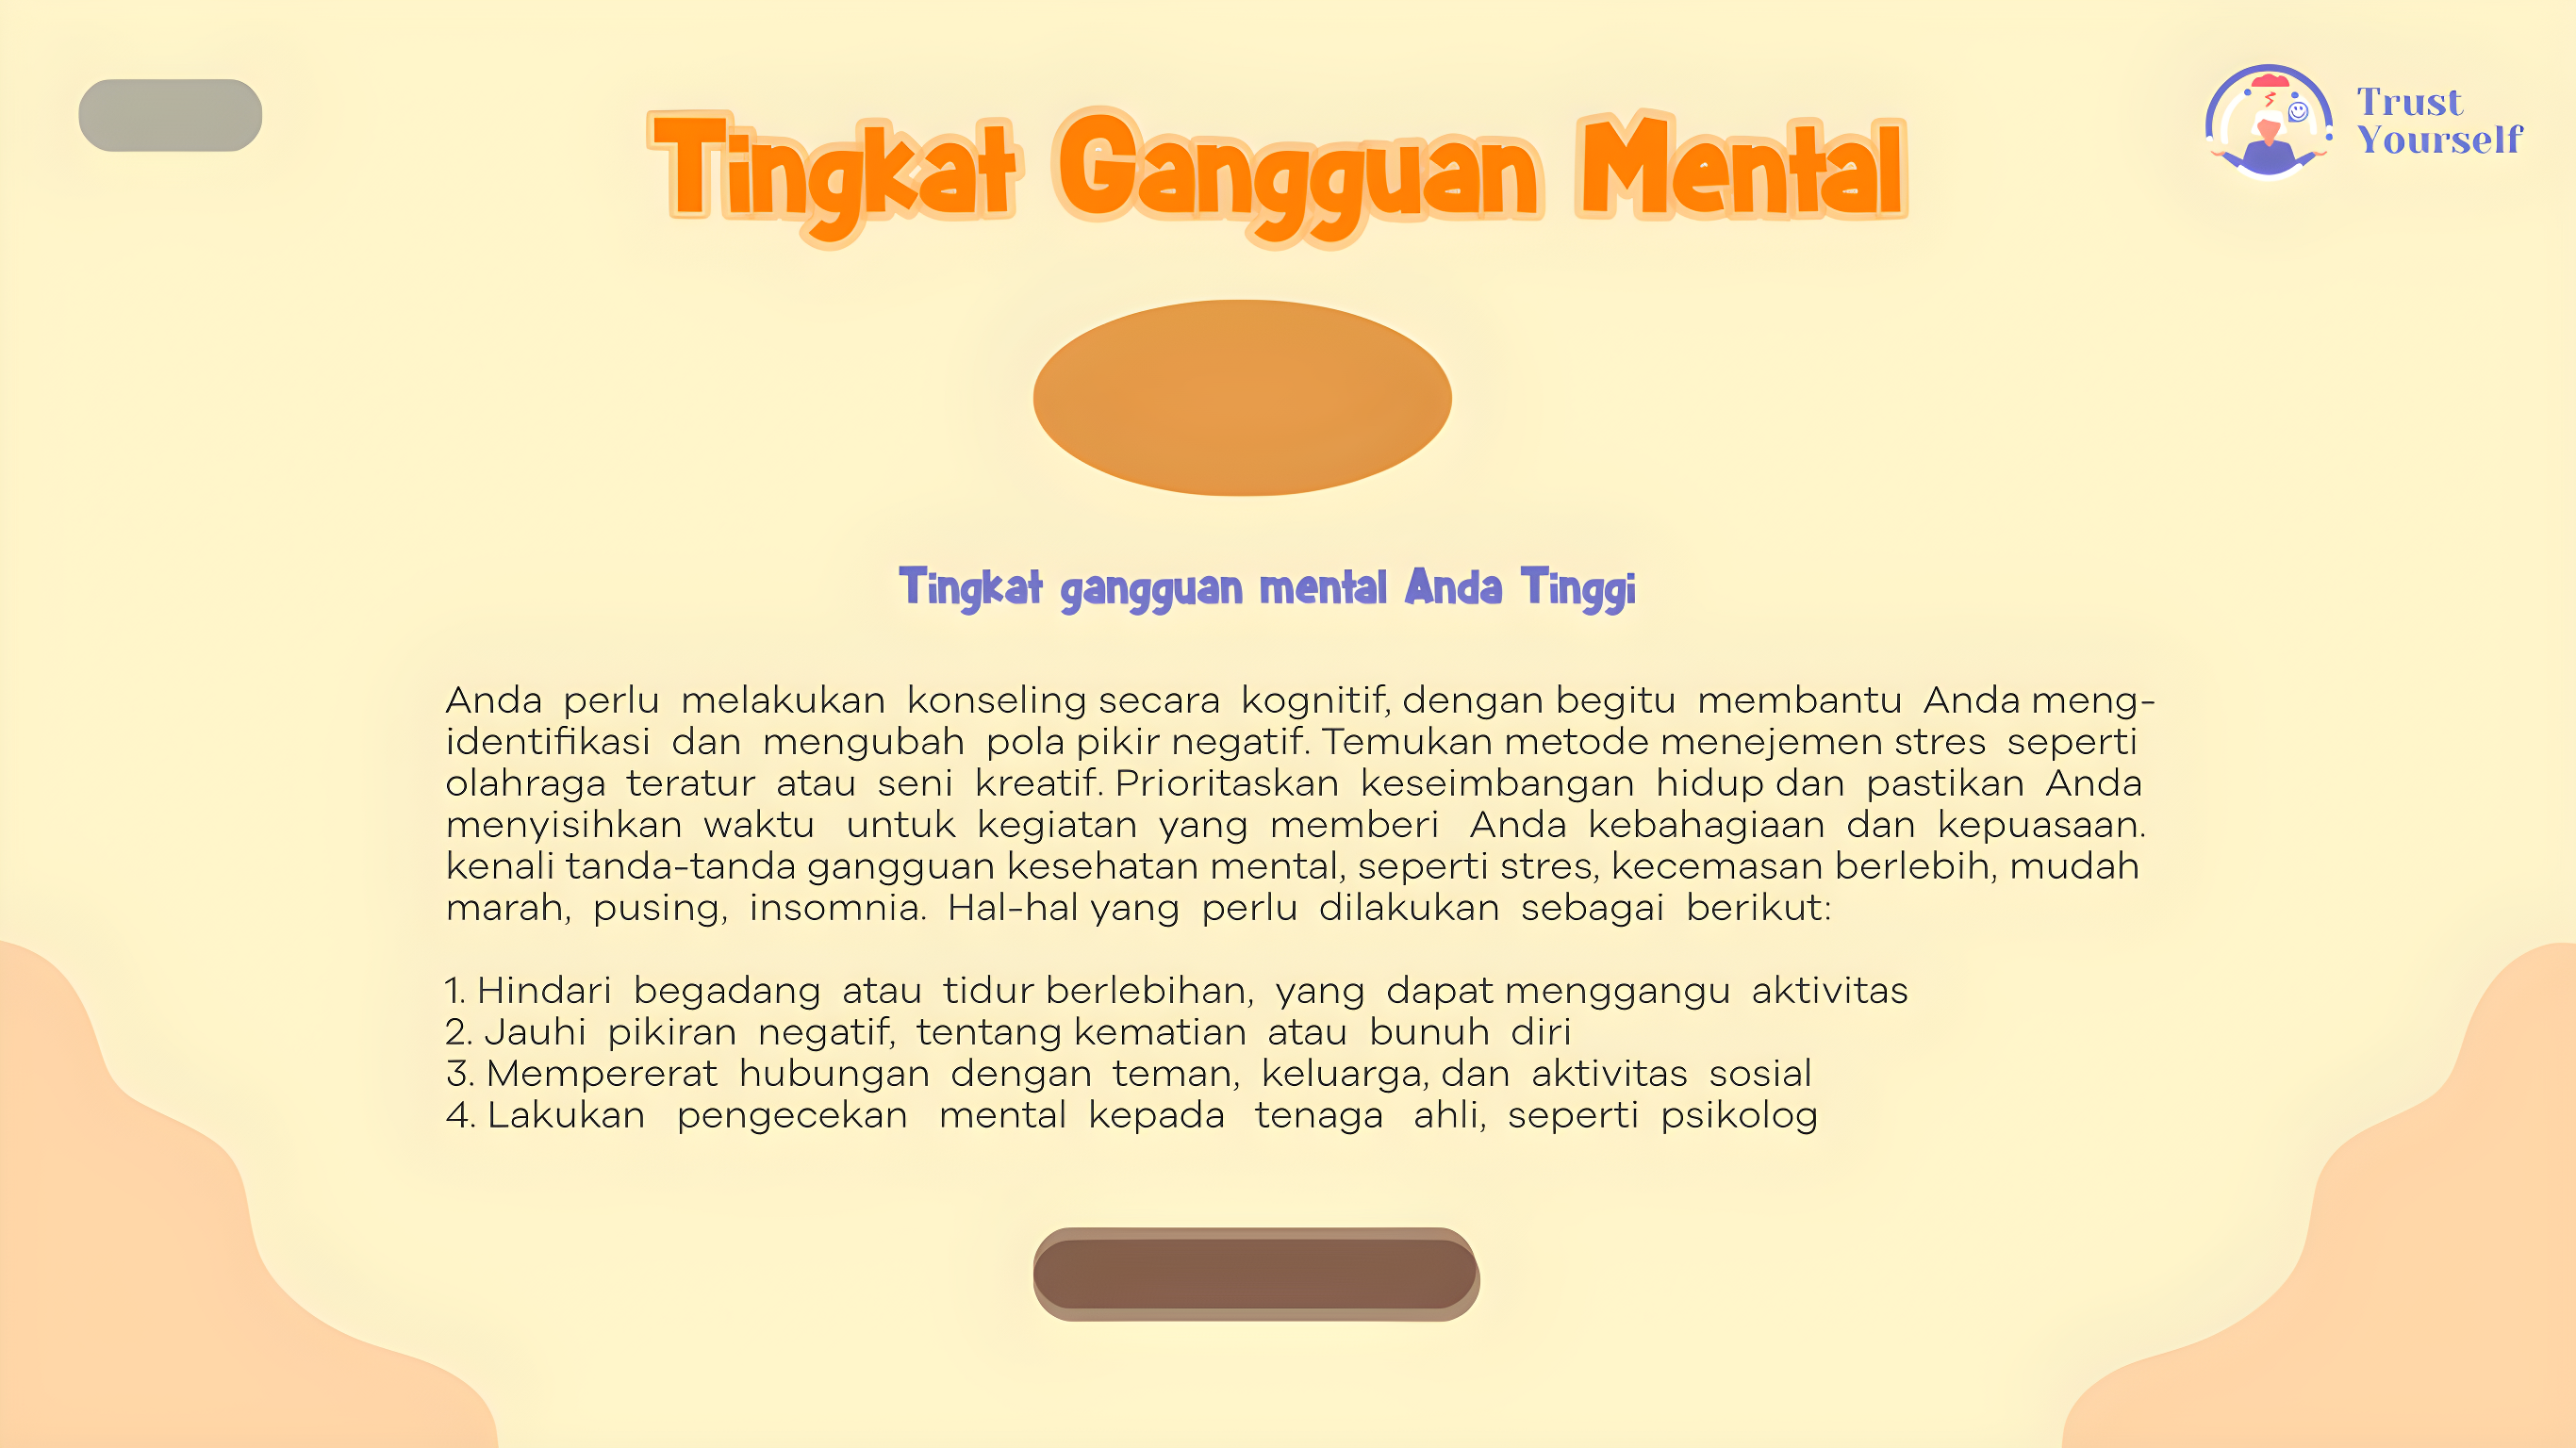 Tingkat Gangguan Mental
Trust
Yourself
Tingkat gangguan mental Anda Tinggi
Anda perlu melakukan konseling secara kognitif, dengan begitu membantu Anda meng-
identifikasi dan mengubah pola pikir negatif. Temukan metode menejemen stres seperti
olahraga teratur atau seni kreatif. Prioritaskan keseimbangan hidup dan pastikan Anda
menyisihkan waktu untuk kegiatan yang memberi Anda kebahagiaan dan kepuasaan.
kenali tanda-tanda gangguan kesehatan mental, seperti stres, kecemasan berlebih, mudah
marah, pusing, insomnia. Hal-hal yang perlu dilakukan sebagai berikut:
1. Hindari begadang atau tidur berlebihan, yang dapat menggangu aktivitas
2. Jauhi pikiran negatif, tentang kematian atau bunuh diri
3. Mempererat hubungan dengan teman, keluarga, dan aktivitas sosial
4. Lakukan pengecekan mental kepada tenaga ahli, seperti psikolog